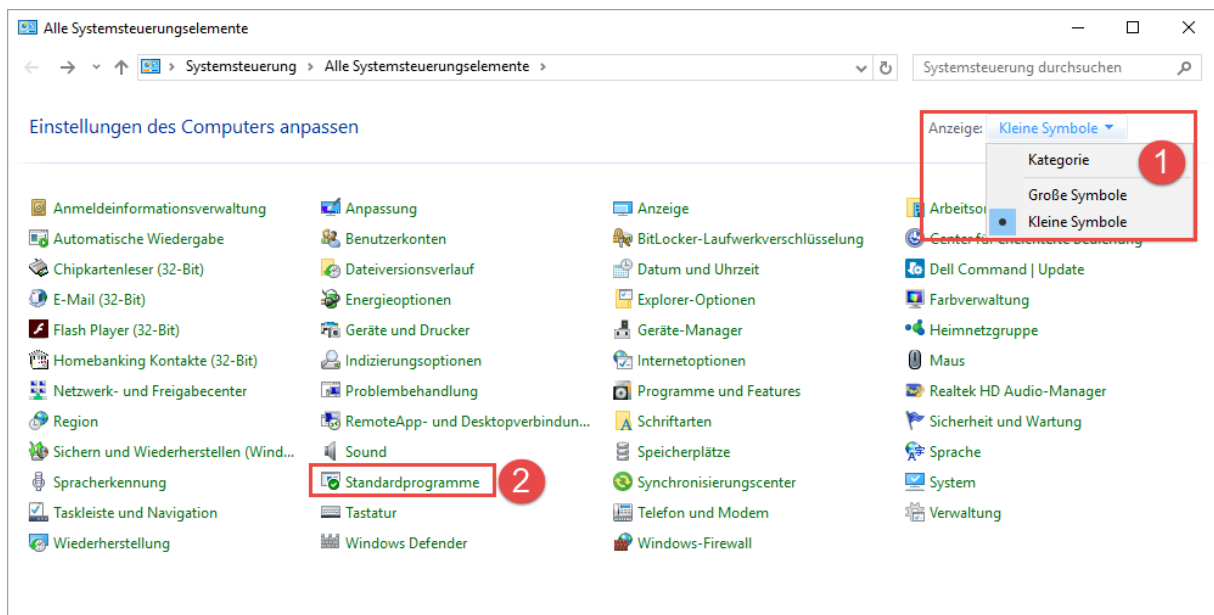 Alle Systemsteuerungselemente
Systemsteuerung > Alle Systemsteuerungselemente >
Systemsteuerung durchsuchen
Einstellungen des Computers anpassen
Anzeige: Kleine Symbole
Kategorie
1
Große Symbole
Kleine Symbole
Anmeldeinformationsverwaltung Anpassung Anzeige
Automatische Wiedergabe Benutzerkonten BitLocker-Laufwerkverschlüsselung
Chipkartenleser (32-Bit) Dateiversionsverlauf Datum und Uhrzeit Dell Command | Update
E-Mail (32-Bit) Energieoptionen Explorer-Optionen Farbverwaltung
Flash Player (32-Bit) Geräte und Drucker Geräte-Manager Heimnetzgruppe
Homebanking Kontakte (32-Bit) Indizierungsoptionen Internetoptionen Maus
Netzwerk- und Freigabecenter Problembehandlung Programme und Features Realtek HD Audio-Manager
Region RemoteApp- und Desktopverbindun... Schriftarten Sicherheit und Wartung
Sichern und Wiederherstellen (Wind... Sound Speicherplätze Sprache
Spracherkennung Standardprogramme 2 Synchronisierungscenter System
Taskleiste und Navigation Tastatur Telefon und Modem Verwaltung
Wiederherstellung Windows Defender Windows-Firewall